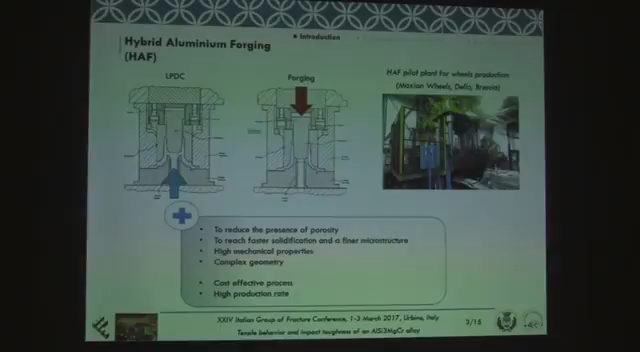 Introduction
Hybrid Aluminium Forging
(HAF)
LPDC
Forging
HAF pilot plant for wheels production
(Maxion Wheels, Dello, Brescia)
• To reduce the presence of porosity
• To reach faster solidification and a finer microstructure
• High mechanical properties
• Complex geometry
• Cost effective process
• High production rate
XXIV Italian Group of Fracture Conference, 1-3 March 2017, Urbino, Italy
Tensile behavior and impact toughness of an AlSi3MgCr alloy
3/15